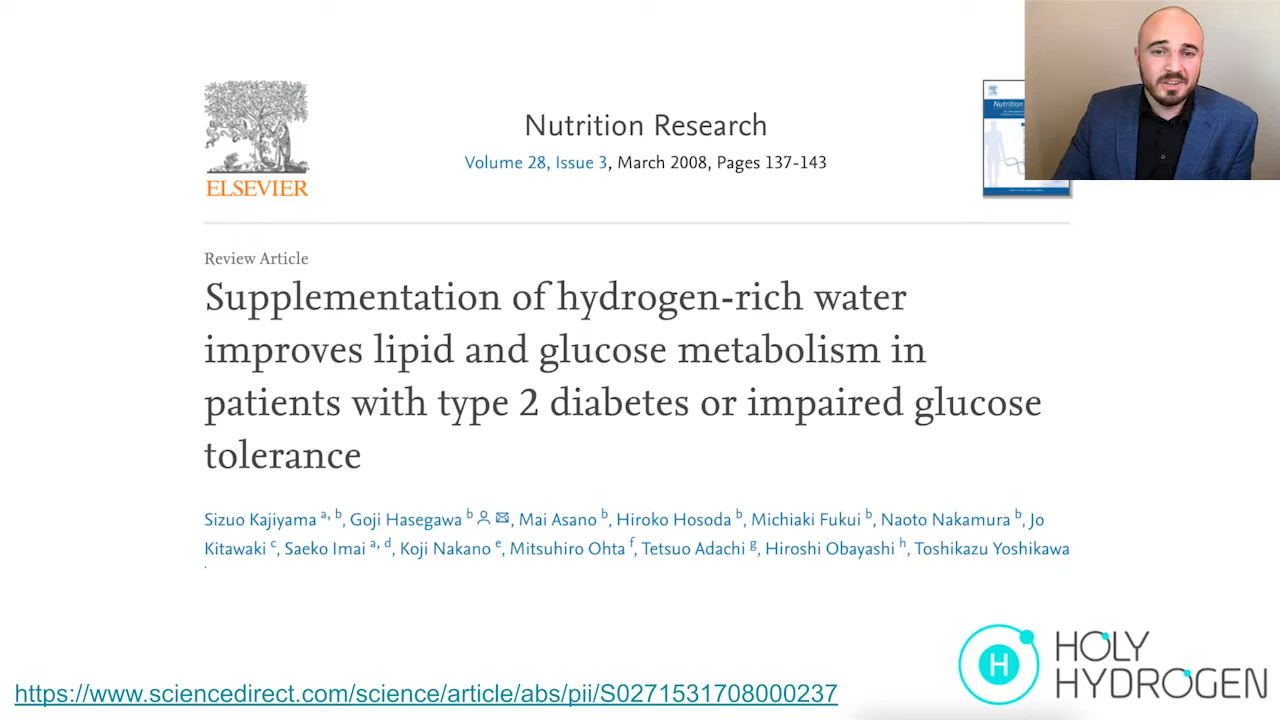 ELSEVIER
Nutrition Research
Volume 28, Issue 3, March 2008, Pages 137-143
Nutrition
Review Article
Supplementation of hydrogen-rich water
improves lipid and glucose metabolism in
patients with type 2 diabetes or impaired glucose
tolerance
Sizuo Kajiyama a, b, Goji Hasegawa b, Mai Asano b, Hiroko Hosoda b, Michiaki Fukui b, Naoto Nakamura b, Jo
Kitawaki c, Saeko Imai a, d, Koji Nakano e, Mitsuhiro Ohta f, Tetsuo Adachi g, Hiroshi Obayashi h, Toshikazu Yoshikawa
https://www.sciencedirect.com/science/article/abs/pii/S0271531708000237
H
HOLY
HYDROGEN